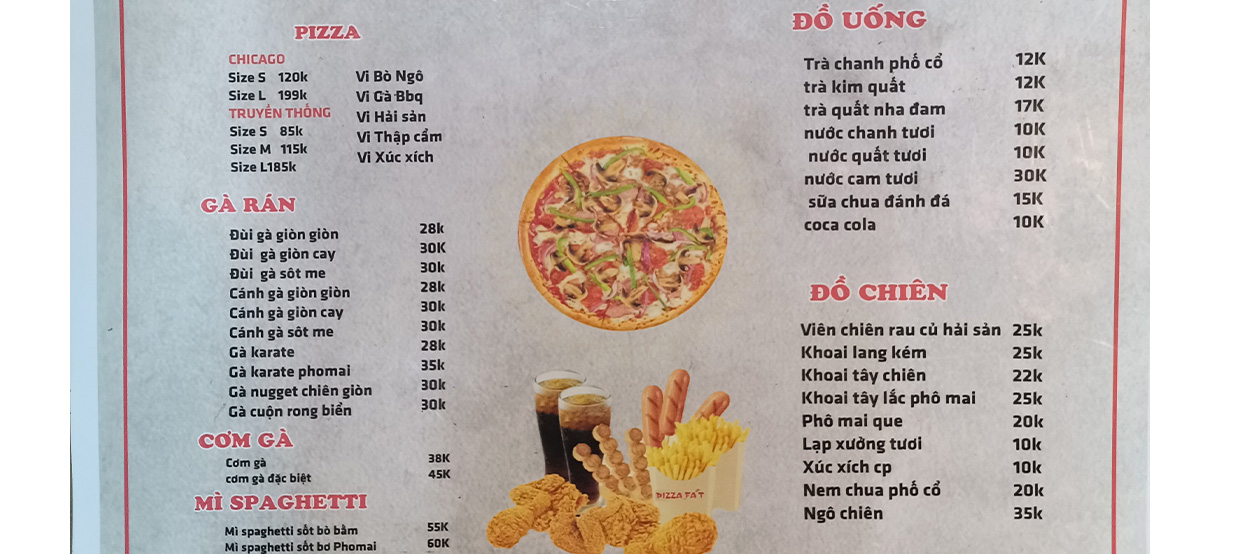 PIZZA
CHICAGO
Size S 120k
Size L 199k
TRUYỀN THỐNG
Size S 85k
Size M 115k
Size L185k
Vi Bò Ngô
Vi Gà Bbq
Vi Hải sản
Vi Thập cẩm
Vi Xúc xích
GÀ RÁN
Đùi gà giòn giòn 28k
Đùi gà giòn cay 30K
Đùi gà sôt me 30k
Cánh gà giòn giòn 28k
Cánh gà giòn cay 30k
Cánh gà sôt me 30k
Gà karate 28k
Gà karate phomai 35k
Gà nugget chiên giòn 30k
Gà cuộn rong biển 30k
CƠM GÀ
Cơm gà 38K
cơm gà đặc biệt 45K
MÌ SPAGHETTI
Mì spaghetti sốt bò bằm 55K
Mì spaghetti sốt bơ Phomai 60K
PIZZA FA'T
ĐỒ UỐNG
Trà chanh phố cổ 12K
trà kim quất 12K
trà quất nha đam 17K
nước chanh tươi 10K
nước quất tươi 10K
nước cam tươi 30K
sữa chua đánh đá 15K
coca cola 10K
ĐỒ CHIÊN
Viên chiên rau củ hải sản 25k
Khoai lang kém 25k
Khoai tây chiên 22k
Khoai tây lắc phô mai 25k
Phô mai que 20k
Lạp xưởng tươi 10k
Xúc xích cp 10k
Nem chua phố cổ 20k
Ngô chiên 35k